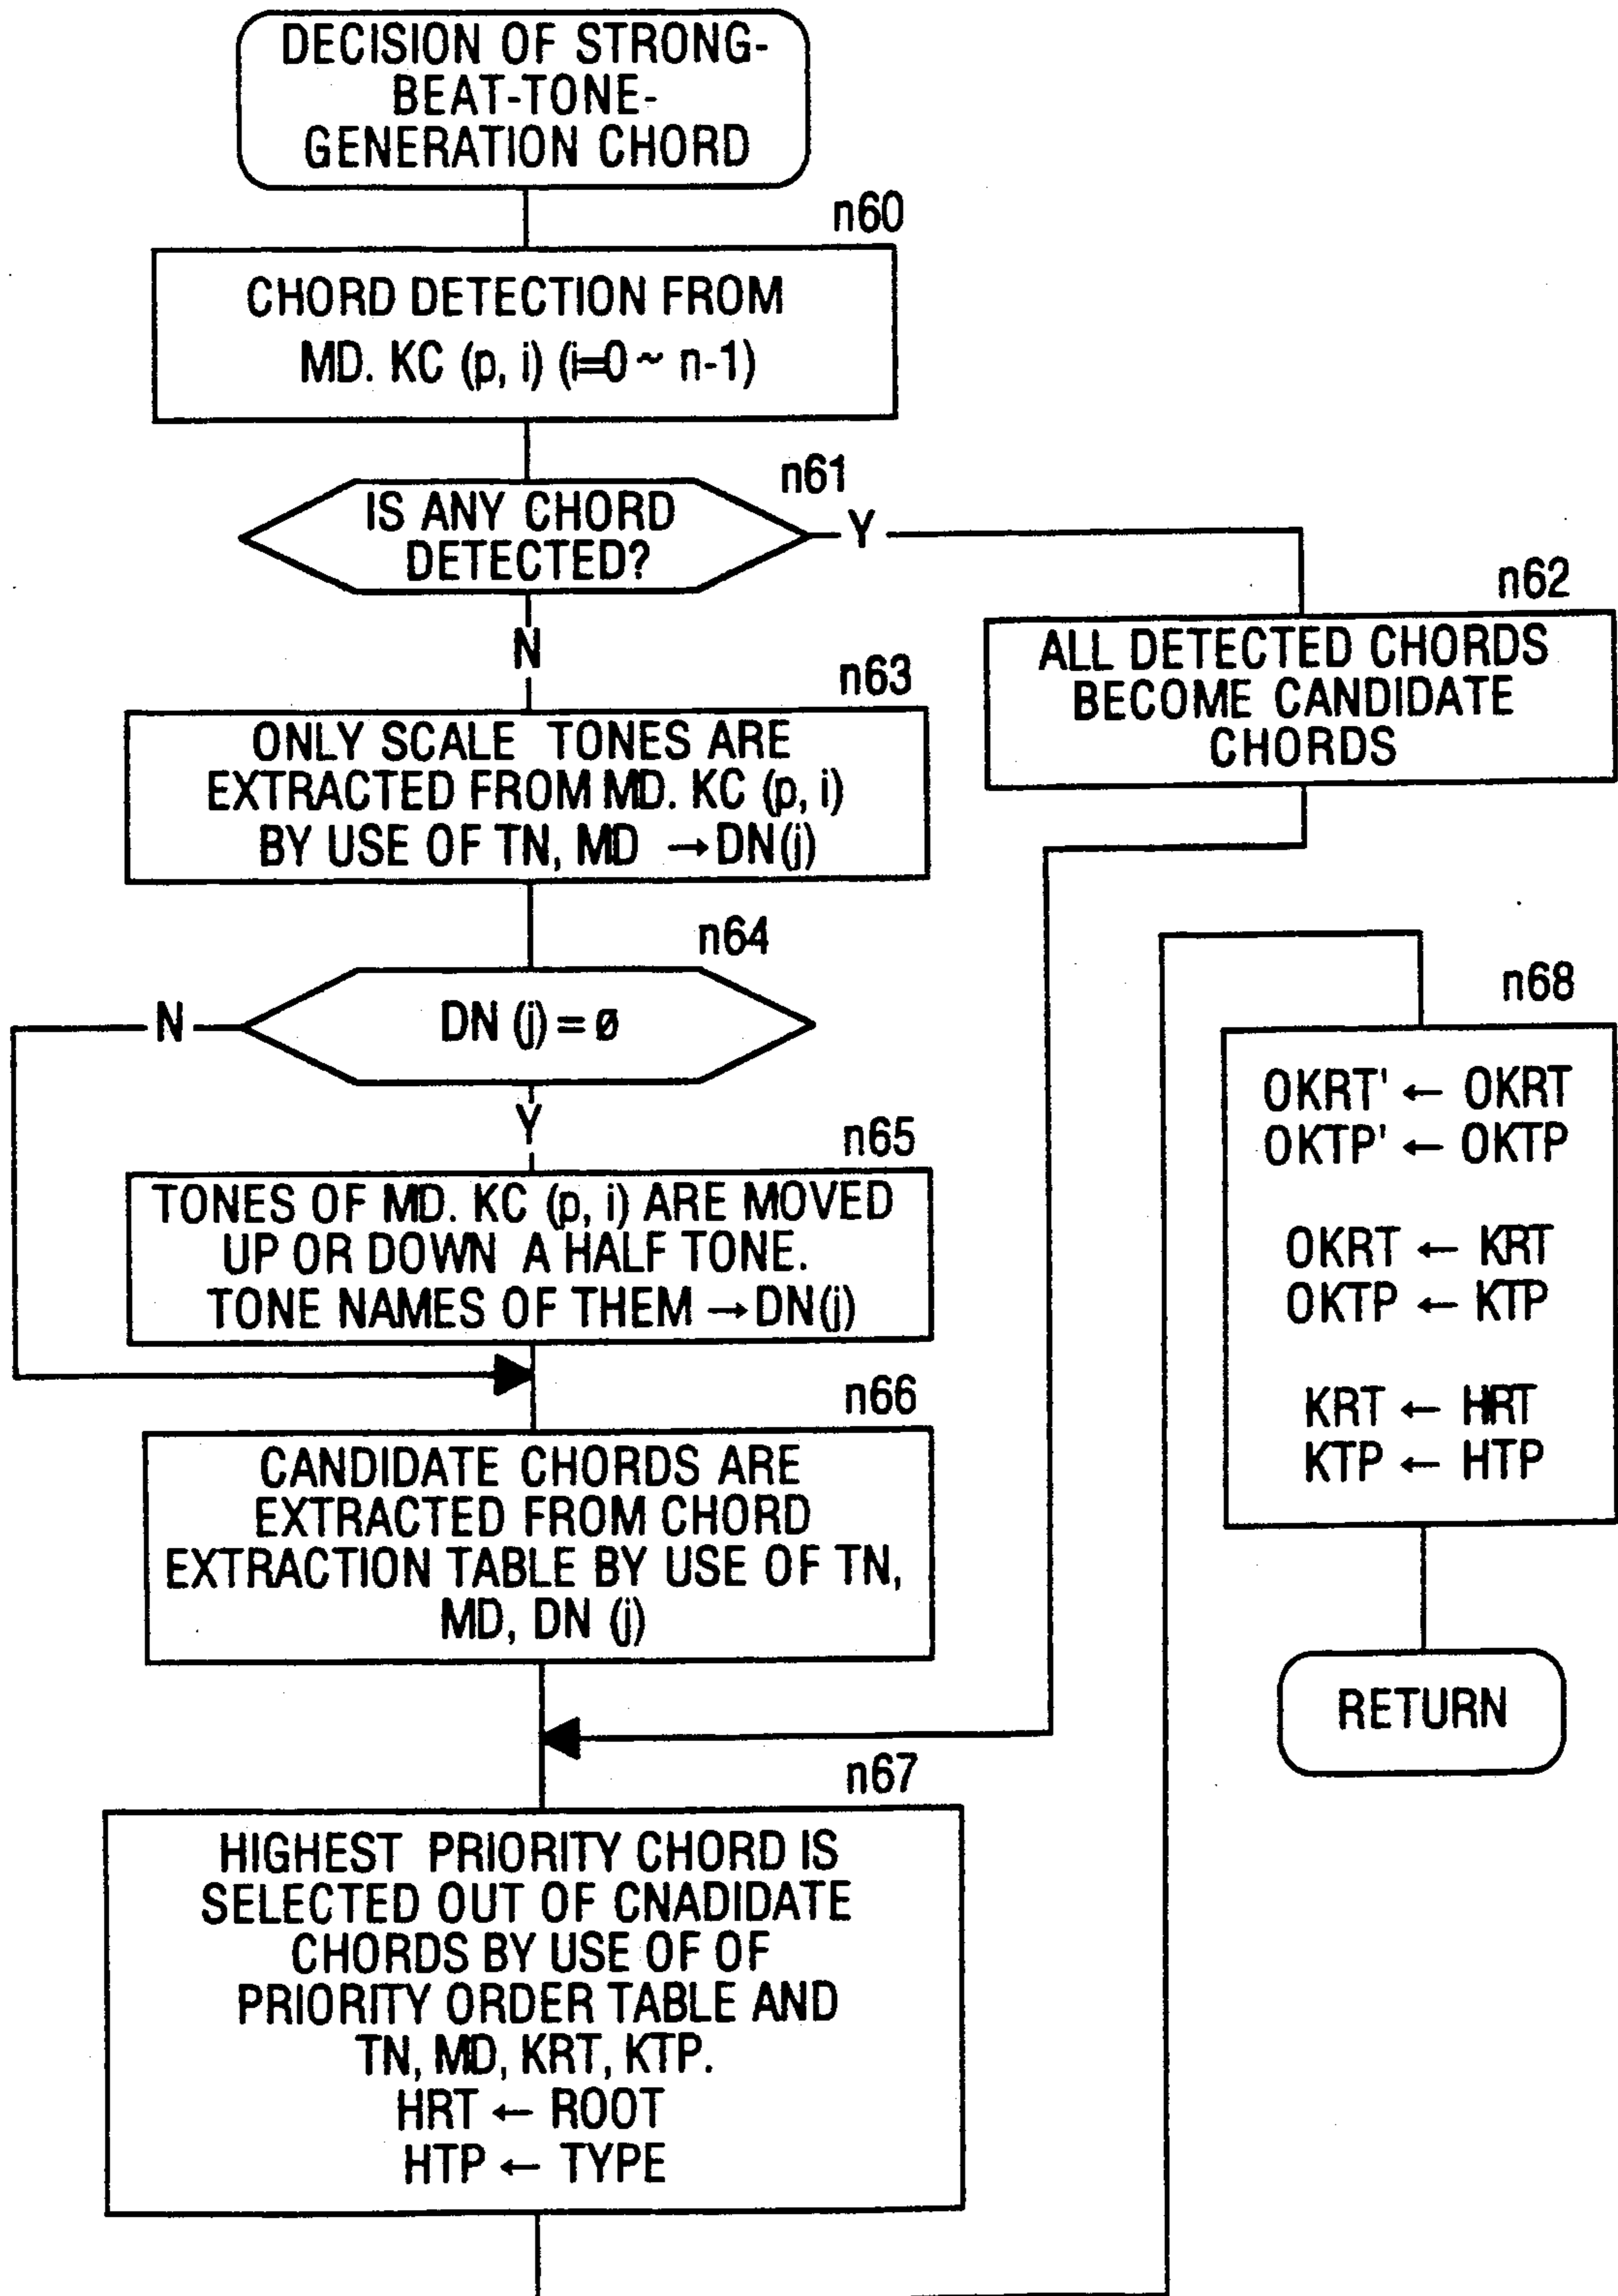 DECISION OF STRONG-
BEAT-TONE-
GENERATION CHORD
n60
CHORD DETECTION FROM
MD. KC (p, i) (i=0 ~ n-1)
n61
IS ANY CHORD
DETECTED?
Y
N
n62
ALL DETECTED CHORDS
BECOME CANDIDATE
CHORDS
n63
ONLY SCALE TONES ARE
EXTRACTED FROM MD. KC (p, i)
BY USE OF TN, MD → DN(j)
n64
DN (j) = ø
N
Y
n65
TONES OF MD. KC (p, i) ARE MOVED
UP OR DOWN A HALF TONE.
TONE NAMES OF THEM → DN(j)
n66
CANDIDATE CHORDS ARE
EXTRACTED FROM CHORD
EXTRACTION TABLE BY USE OF TN,
MD, DN (j)
n67
HIGHEST PRIORITY CHORD IS
SELECTED OUT OF CNADIDATE
CHORDS BY USE OF OF
PRIORITY ORDER TABLE AND
TN, MD, KRT, KTP.
HRT ← ROOT
HTP ← TYPE
n68
OKRT' ← OKRT
OKTP' ← OKTP
OKRT ← KRT
OKTP ← KTP
KRT ← HRT
KTP ← HTP
RETURN